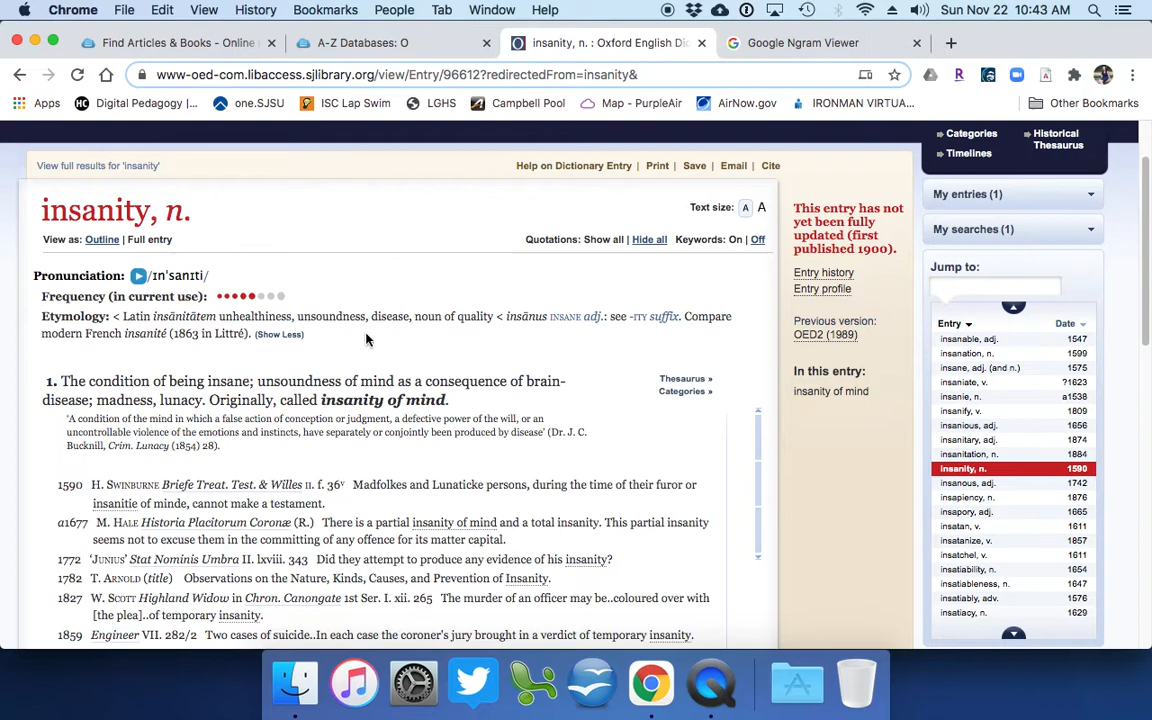 Chrome File Edit View History Bookmarks People Tab Window Help Sun Nov 22 10:43 AM
Find Articles & Books - Online A-Z Databases: O insanity, n. : Oxford English Dic Google Ngram Viewer
www-oed-com.libaccess.sjlibrary.org/view/Entry/96612?redirectedFrom=insanity&
Apps Digital Pedagogy |... one.SJSU ISC Lap Swim LGHS Campbell Pool Map - PurpleAir AirNow.gov IRONMAN VIRTUA... Other Bookmarks
Categories Historical
Thesaurus
Timelines
View full results for 'insanity' Help on Dictionary Entry Print Save Email Cite
insanity, n.
Text size: A A
View as: Outline | Full entry Quotations: Show all | Hide all Keywords: On | Off
Pronunciation: /ɪnˈsanɪti/
Frequency (in current use):
Etymology: < Latin insānitātem unhealthiness, unsoundness, disease, noun of quality < insānus INSANE adj.: see -ITY suffix. Compare
modern French insanité (1863 in Littré). (Show Less)
1. The condition of being insane; unsoundness of mind as a consequence of brain-
disease; madness, lunacy. Originally, called insanity of mind.
Thesaurus »
Categories »
'A condition of the mind in which a false action of conception or judgment, a defective power of the will, or an
uncontrollable violence of the emotions and instincts, have separately or conjointly been produced by disease' (Dr. J. C.
Bucknill, Crim. Lunacy (1854) 28).
1590 H. SWINBURNE Briefe Treat. Test. & Willes II. f. 36v Madfolkes and Lunaticke persons, during the time of their furor or
insanitie of minde, cannot make a testament.
a1677 M. HALE Historia Placitorum Coronæ (R.) There is a partial insanity of mind and a total insanity. This partial insanity
seems not to excuse them in the committing of any offence for its matter capital.
1772 'JUNIUS' Stat Nominis Umbra II. lxviii. 343 Did they attempt to produce any evidence of his insanity?
1782 T. ARNOLD (title) Observations on the Nature, Kinds, Causes, and Prevention of Insanity.
1827 W. SCOTT Highland Widow in Chron. Canongate 1st Ser. I. xii. 265 The murder of an officer may be..coloured over with
[the plea]..of temporary insanity.
1859 Engineer VII. 282/2 Two cases of suicide..In each case the coroner's jury brought in a verdict of temporary insanity.
This entry has not
yet been fully
updated (first
published 1900).
Entry history
Entry profile
Previous version:
OED2 (1989)
In this entry:
insanity of mind
My entries (1)
My searches (1)
Jump to:
Entry Date
insanable, adj. 1547
insanation, n. 1599
insane, adj. (and n.) 1575
insaniate, v. ?1623
insanie, n. a1538
insanify, v. 1809
insanious, adj. 1656
insanitary, adj. 1874
insanitation, n. 1884
insanity, n. 1590
insanous, adj. 1742
insapiency, n. 1876
insapory, adj. 1665
insatan, v. 1611
insatanize, v. 1857
insatchel, v. 1611
insatiability, n. 1654
insatiableness, n. 1647
insatiably, adv. 1576
insatiacy, n. 1629